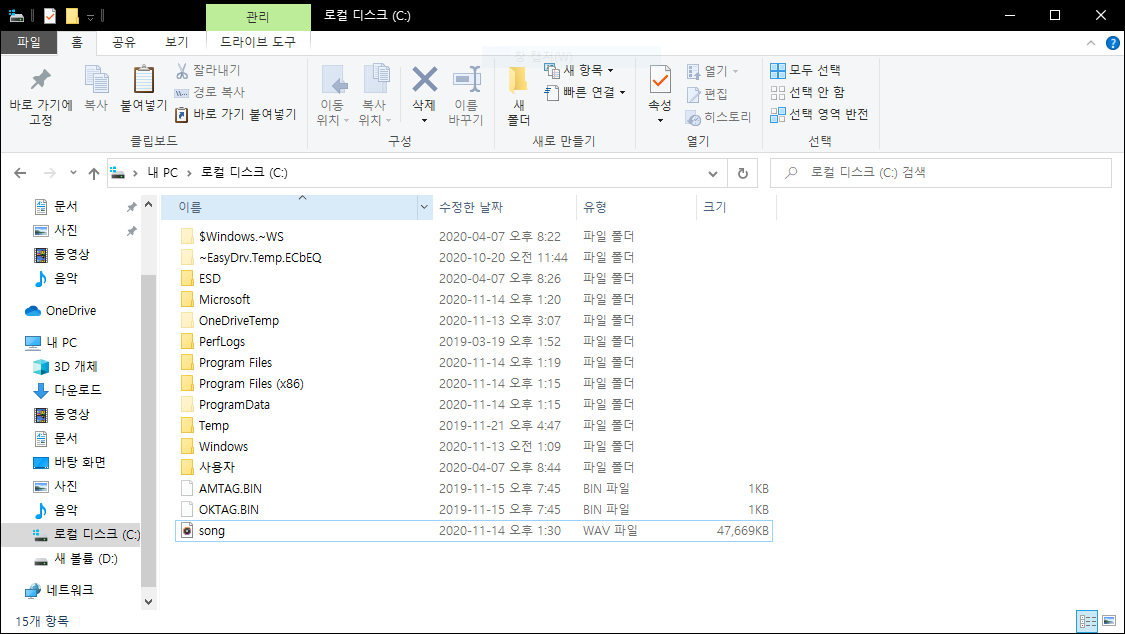 관리
로컬 디스크 (C:)
파일 홈 공유 보기 드라이브 도구
바로 가기에 고정
복사
붙여넣기
잘라내기
경로 복사
바로 가기 붙여넣기
클립보드
이동 위치
복사 위치
삭제
이름 바꾸기
구성
새 폴더
새 항목
빠른 연결
새로 만들기
속성
열기
편집
히스토리
열기
모두 선택
선택 안 함
선택 영역 반전
선택
내 PC > 로컬 디스크 (C:)
로컬 디스크 (C:) 검색
문서
사진
동영상
음악
OneDrive
내 PC
3D 개체
다운로드
동영상
문서
바탕 화면
사진
음악
로컬 디스크 (C:)
새 볼륨 (D:)
네트워크
이름 수정한 날짜 유형 크기
$Windows.~WS 2020-04-07 오후 8:22 파일 폴더
~EasyDrv.Temp.ECbEQ 2020-10-20 오전 11:44 파일 폴더
ESD 2020-04-07 오후 8:26 파일 폴더
Microsoft 2020-11-14 오후 1:20 파일 폴더
OneDriveTemp 2020-11-13 오후 3:07 파일 폴더
PerfLogs 2019-03-19 오후 1:52 파일 폴더
Program Files 2020-11-14 오후 1:19 파일 폴더
Program Files (x86) 2020-11-14 오후 1:15 파일 폴더
ProgramData 2020-11-14 오후 1:15 파일 폴더
Temp 2019-11-21 오후 4:47 파일 폴더
Windows 2020-11-13 오전 1:09 파일 폴더
사용자 2020-04-07 오후 8:44 파일 폴더
AMTAG.BIN 2019-11-15 오후 7:45 BIN 파일 1KB
OKTAG.BIN 2019-11-15 오후 7:45 BIN 파일 1KB
song 2020-11-14 오후 1:30 WAV 파일 47,669KB
15개 항목